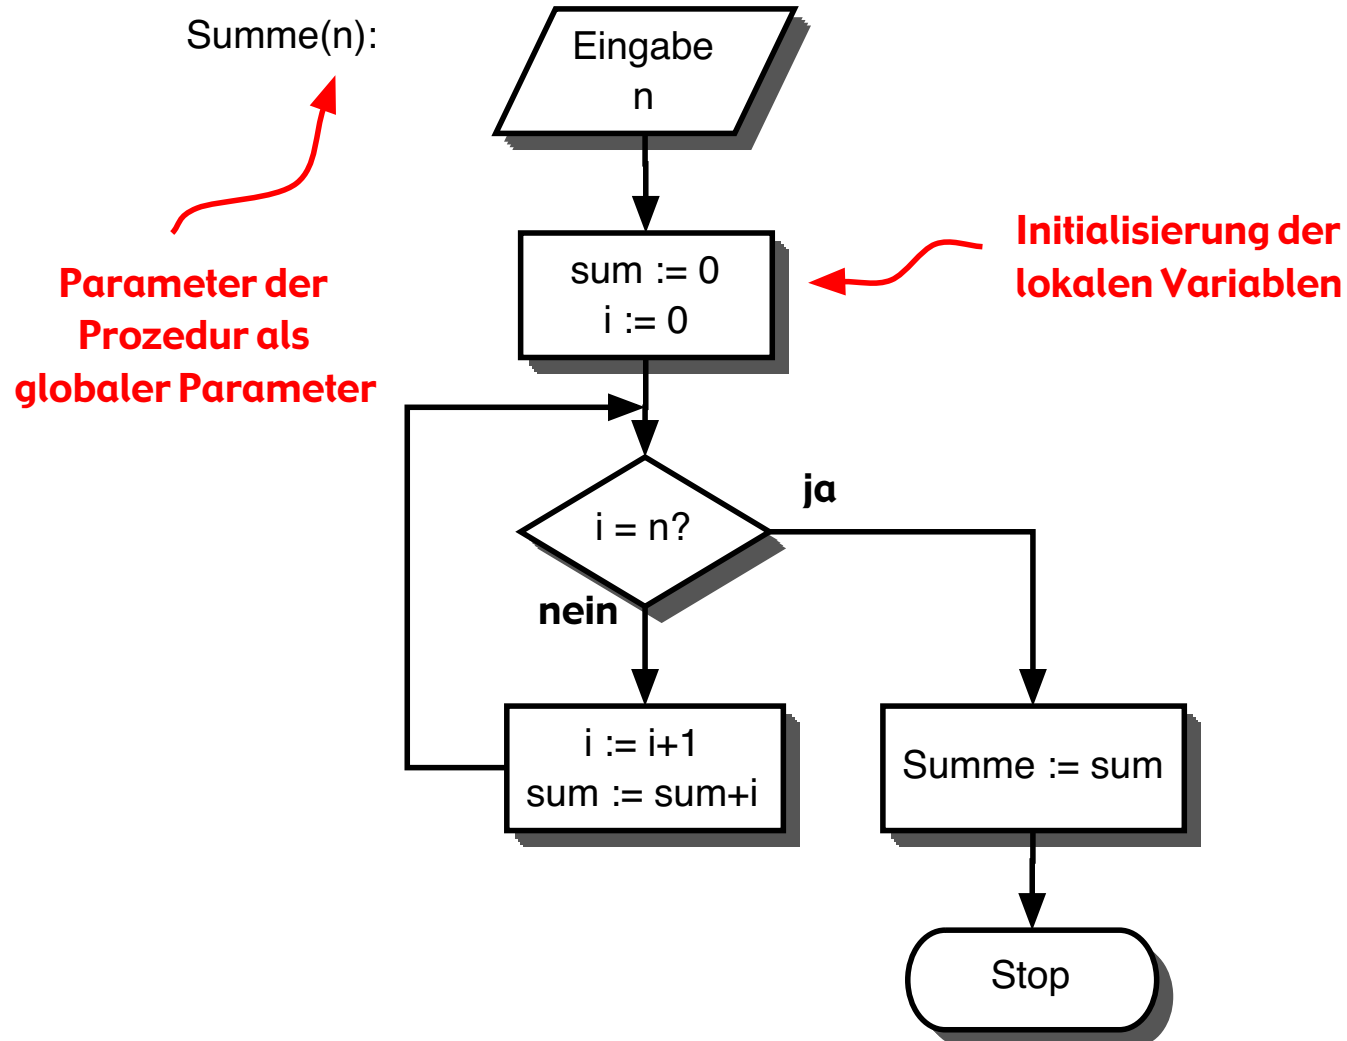 Summe(n):
Eingabe
n
Parameter der
Prozedur als
globaler Parameter
sum := 0
i := 0
Initialisierung der
lokalen Variablen
i = n?
ja
nein
i := i+1
sum := sum+i
Summe := sum
Stop